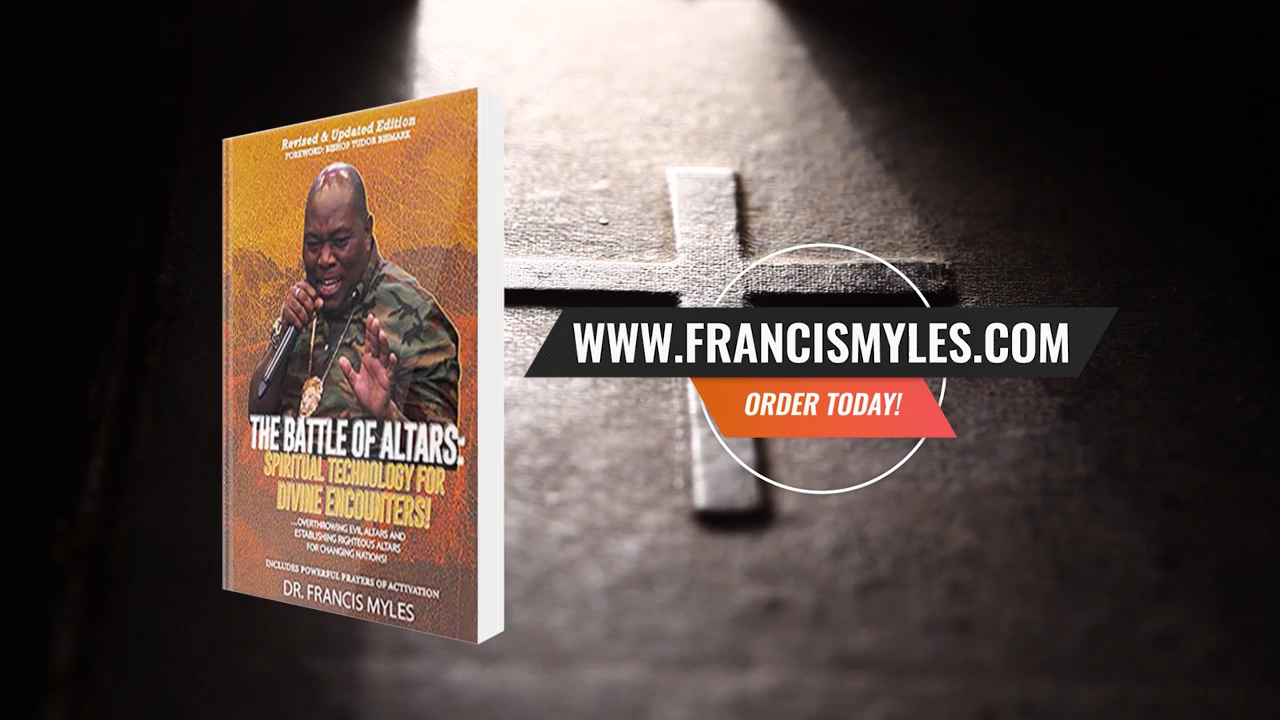 Revised & Updated Edition
FOREWORD: BISHOP TUDOR BISMARK
THE BATTLE OF ALTARS:
SPIRITUAL TECHNOLOGY FOR
DIVINE ENCOUNTERS!
...OVERTHROWING EVIL ALTARS AND
ESTABLISHING RIGHTEOUS ALTARS
FOR CHANGING NATIONS!
INCLUDES POWERFUL PRAYERS OF ACTIVATION
DR. FRANCIS MYLES
WWW.FRANCISMYLES.COM
ORDER TODAY!